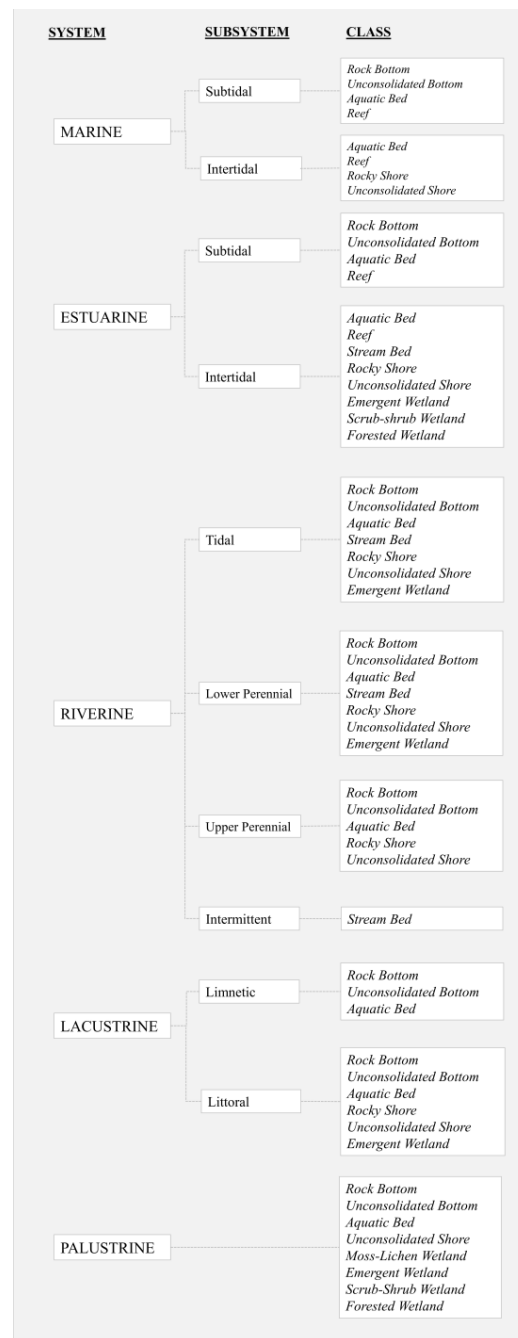 SYSTEM SUBSYSTEM CLASS
MARINE
Subtidal
Rock Bottom
Unconsolidated Bottom
Aquatic Bed
Reef
Intertidal
Aquatic Bed
Reef
Rocky Shore
Unconsolidated Shore
ESTUARINE
Subtidal
Rock Bottom
Unconsolidated Bottom
Aquatic Bed
Reef
Intertidal
Aquatic Bed
Reef
Stream Bed
Rocky Shore
Unconsolidated Shore
Emergent Wetland
Scrub-shrub Wetland
Forested Wetland
RIVERINE
Tidal
Rock Bottom
Unconsolidated Bottom
Aquatic Bed
Stream Bed
Rocky Shore
Unconsolidated Shore
Emergent Wetland
Lower Perennial
Rock Bottom
Unconsolidated Bottom
Aquatic Bed
Stream Bed
Rocky Shore
Unconsolidated Shore
Emergent Wetland
Upper Perennial
Rock Bottom
Unconsolidated Bottom
Aquatic Bed
Rocky Shore
Unconsolidated Shore
Intermittent
Stream Bed
LACUSTRINE
Limnetic
Rock Bottom
Unconsolidated Bottom
Aquatic Bed
Littoral
Rock Bottom
Unconsolidated Bottom
Aquatic Bed
Rocky Shore
Unconsolidated Shore
Emergent Wetland
PALUSTRINE
Rock Bottom
Unconsolidated Bottom
Aquatic Bed
Unconsolidated Shore
Moss-Lichen Wetland
Emergent Wetland
Scrub-Shrub Wetland
Forested Wetland